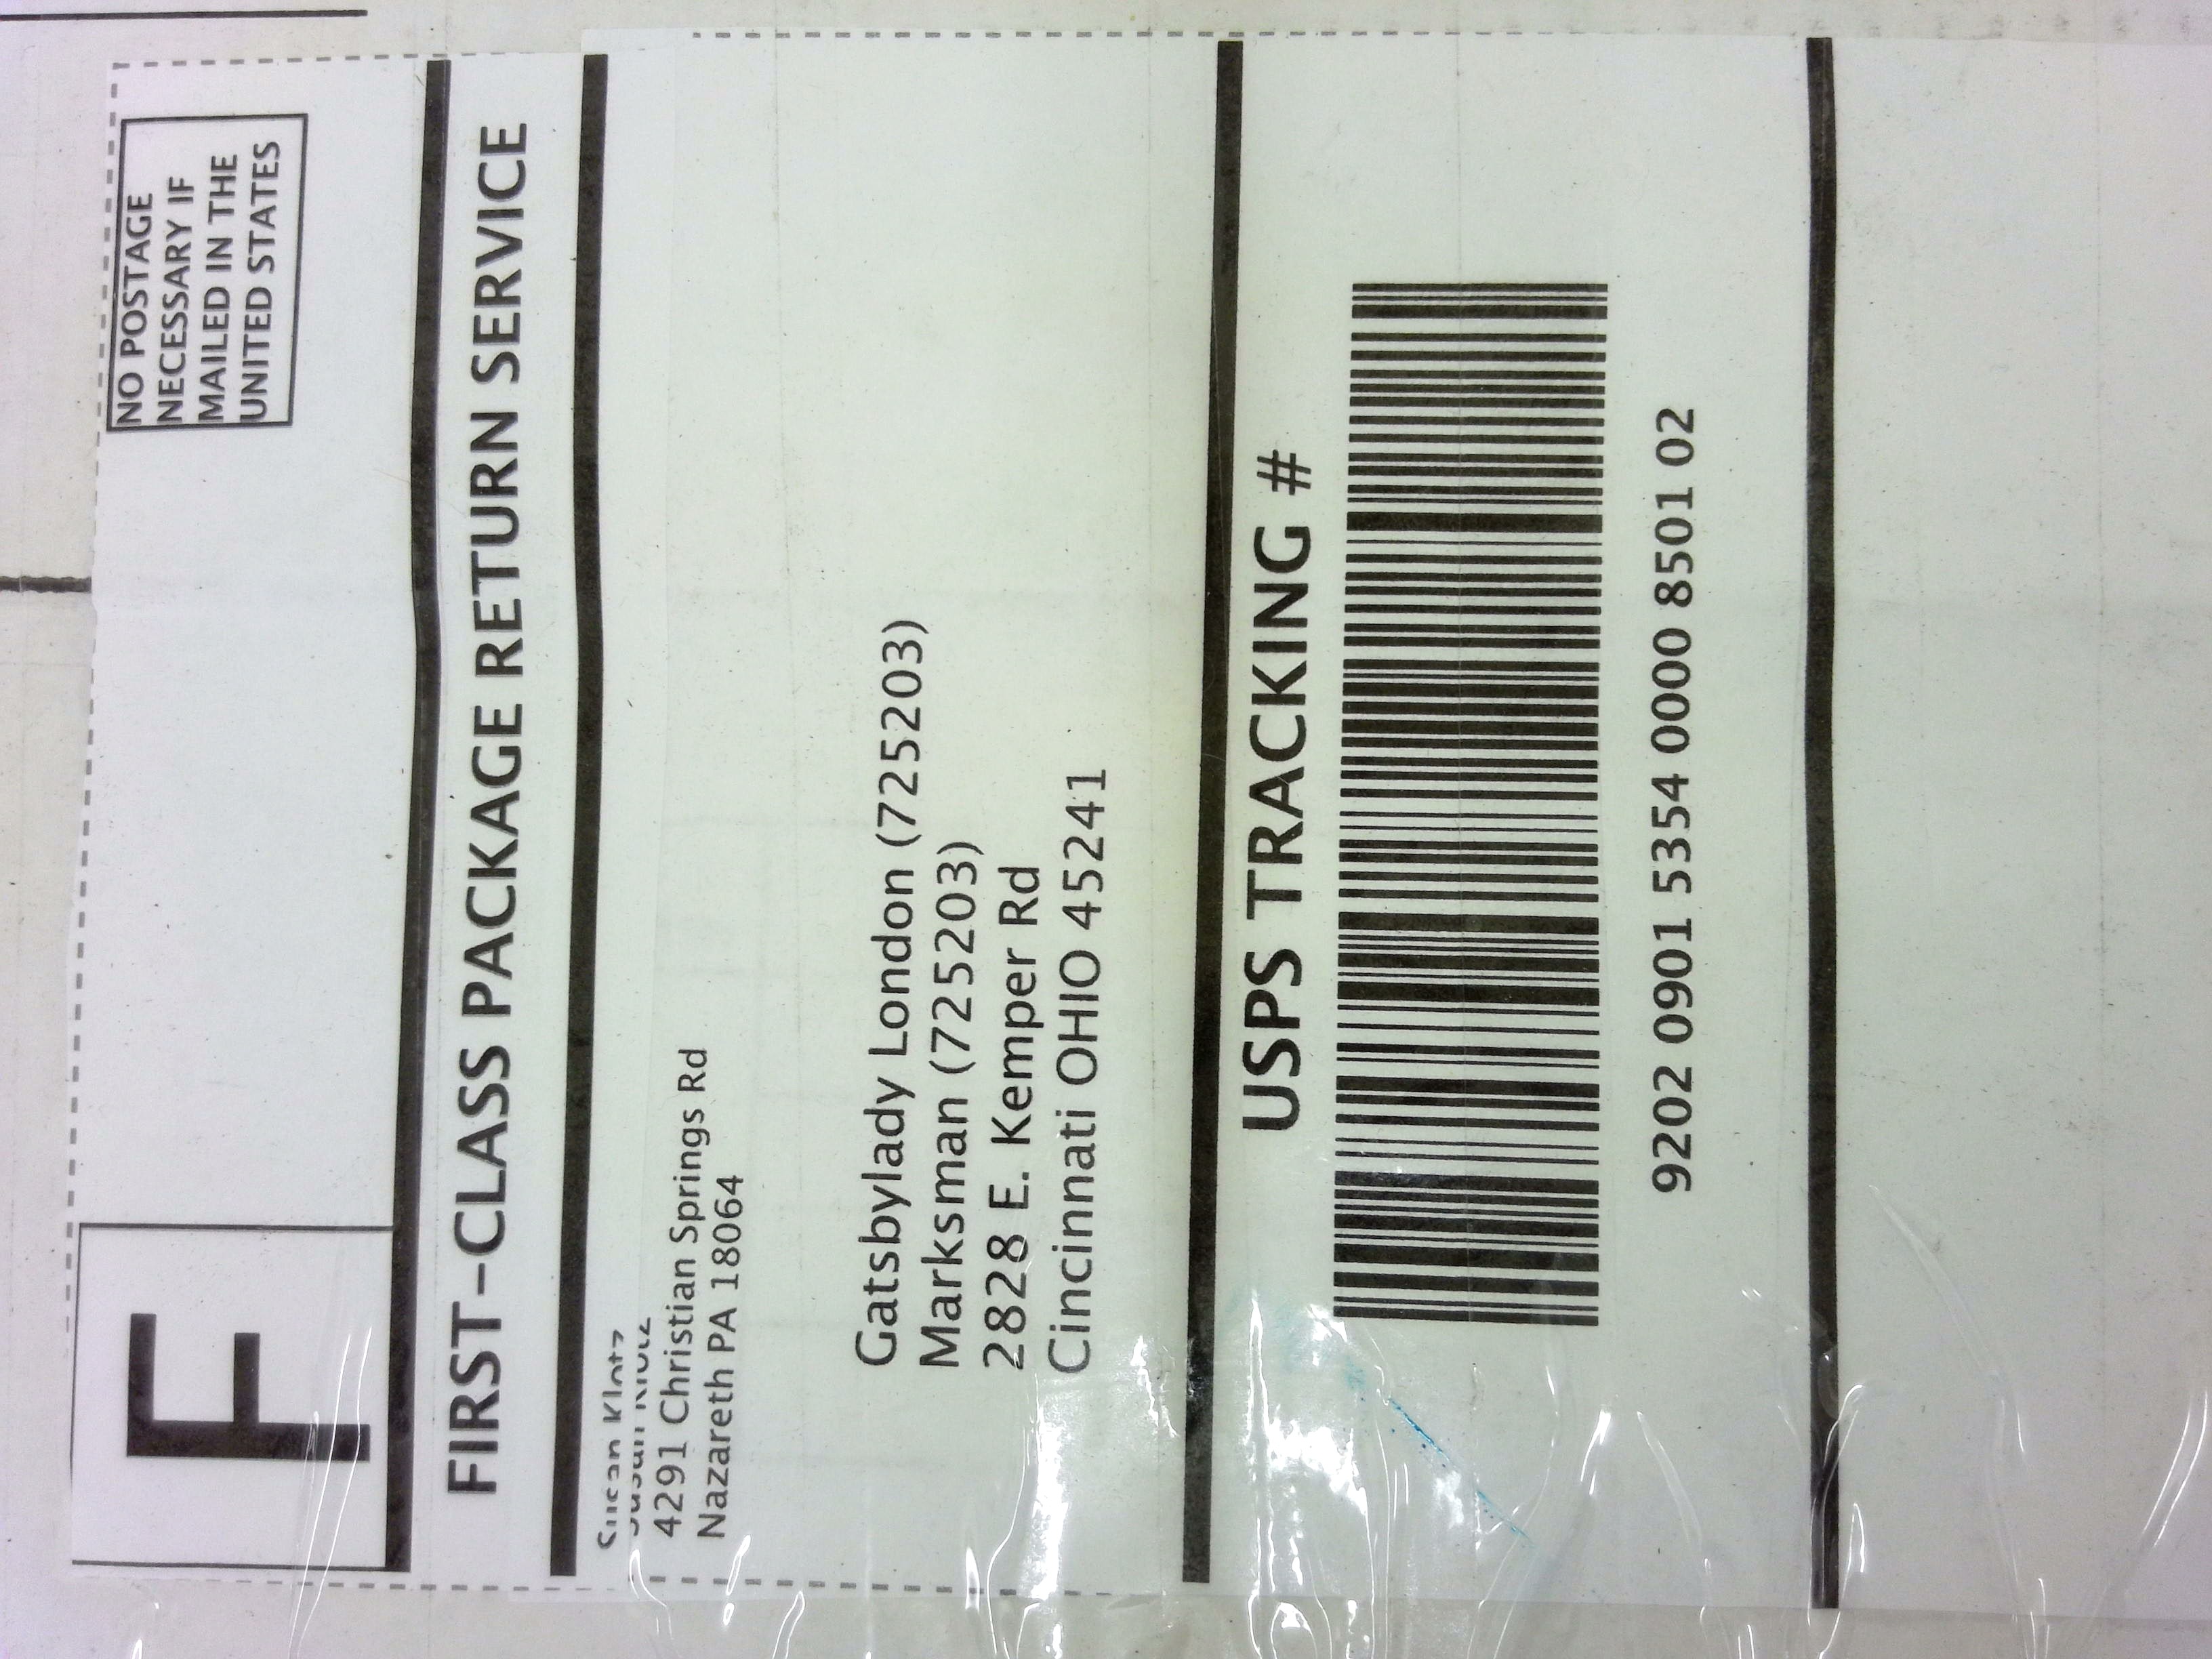 F
NO POSTAGE
NECESSARY IF
MAILED IN THE
UNITED STATES
FIRST-CLASS PACKAGE RETURN SERVICE
Susan Klotz
4291 Christian Springs Rd
Nazareth PA 18064
Gatsbylady London (725203)
Marksman (725203)
2828 E. Kemper Rd
Cincinnati OHIO 45241
USPS TRACKING #
9202 0901 5354 0000 8501 02